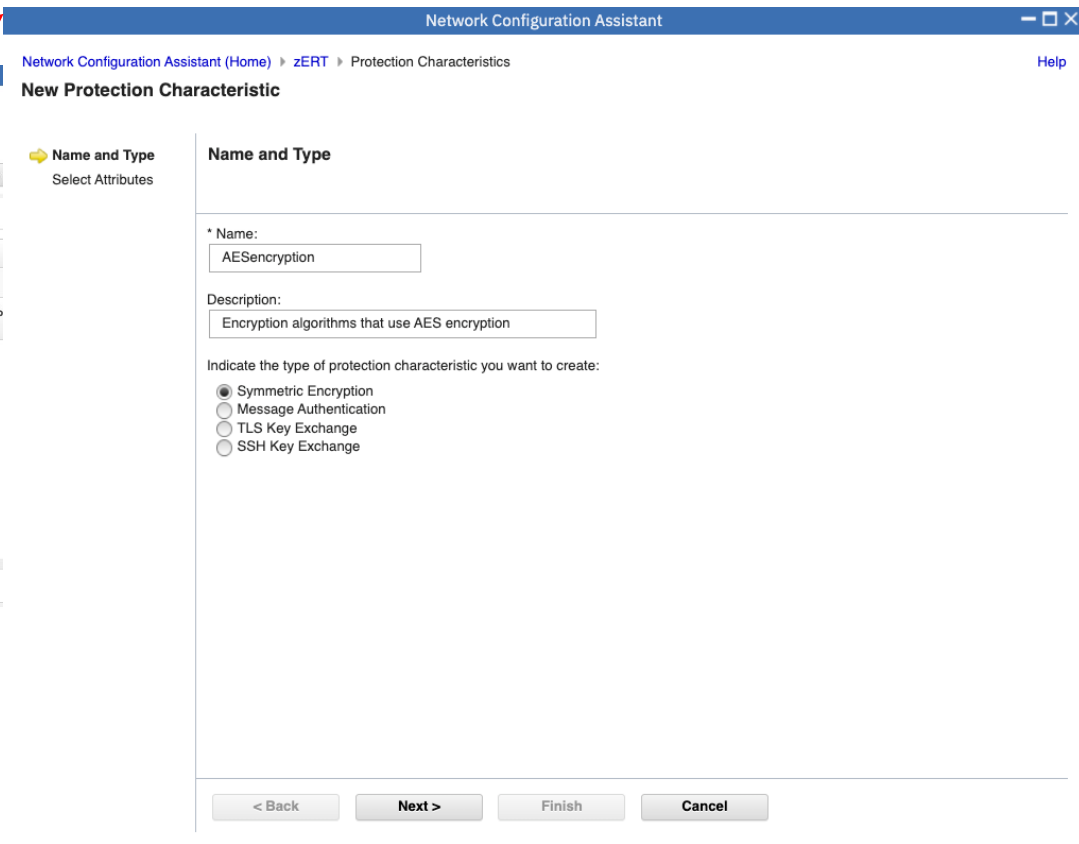 Network Configuration Assistant
Network Configuration Assistant (Home) zERT Protection Characteristics Help
New Protection Characteristic
Name and Type
Select Attributes
Name and Type
* Name:
AESencryption
Description:
Encryption algorithms that use AES encryption
Indicate the type of protection characteristic you want to create:
Symmetric Encryption
Message Authentication
TLS Key Exchange
SSH Key Exchange
< Back Next > Finish Cancel